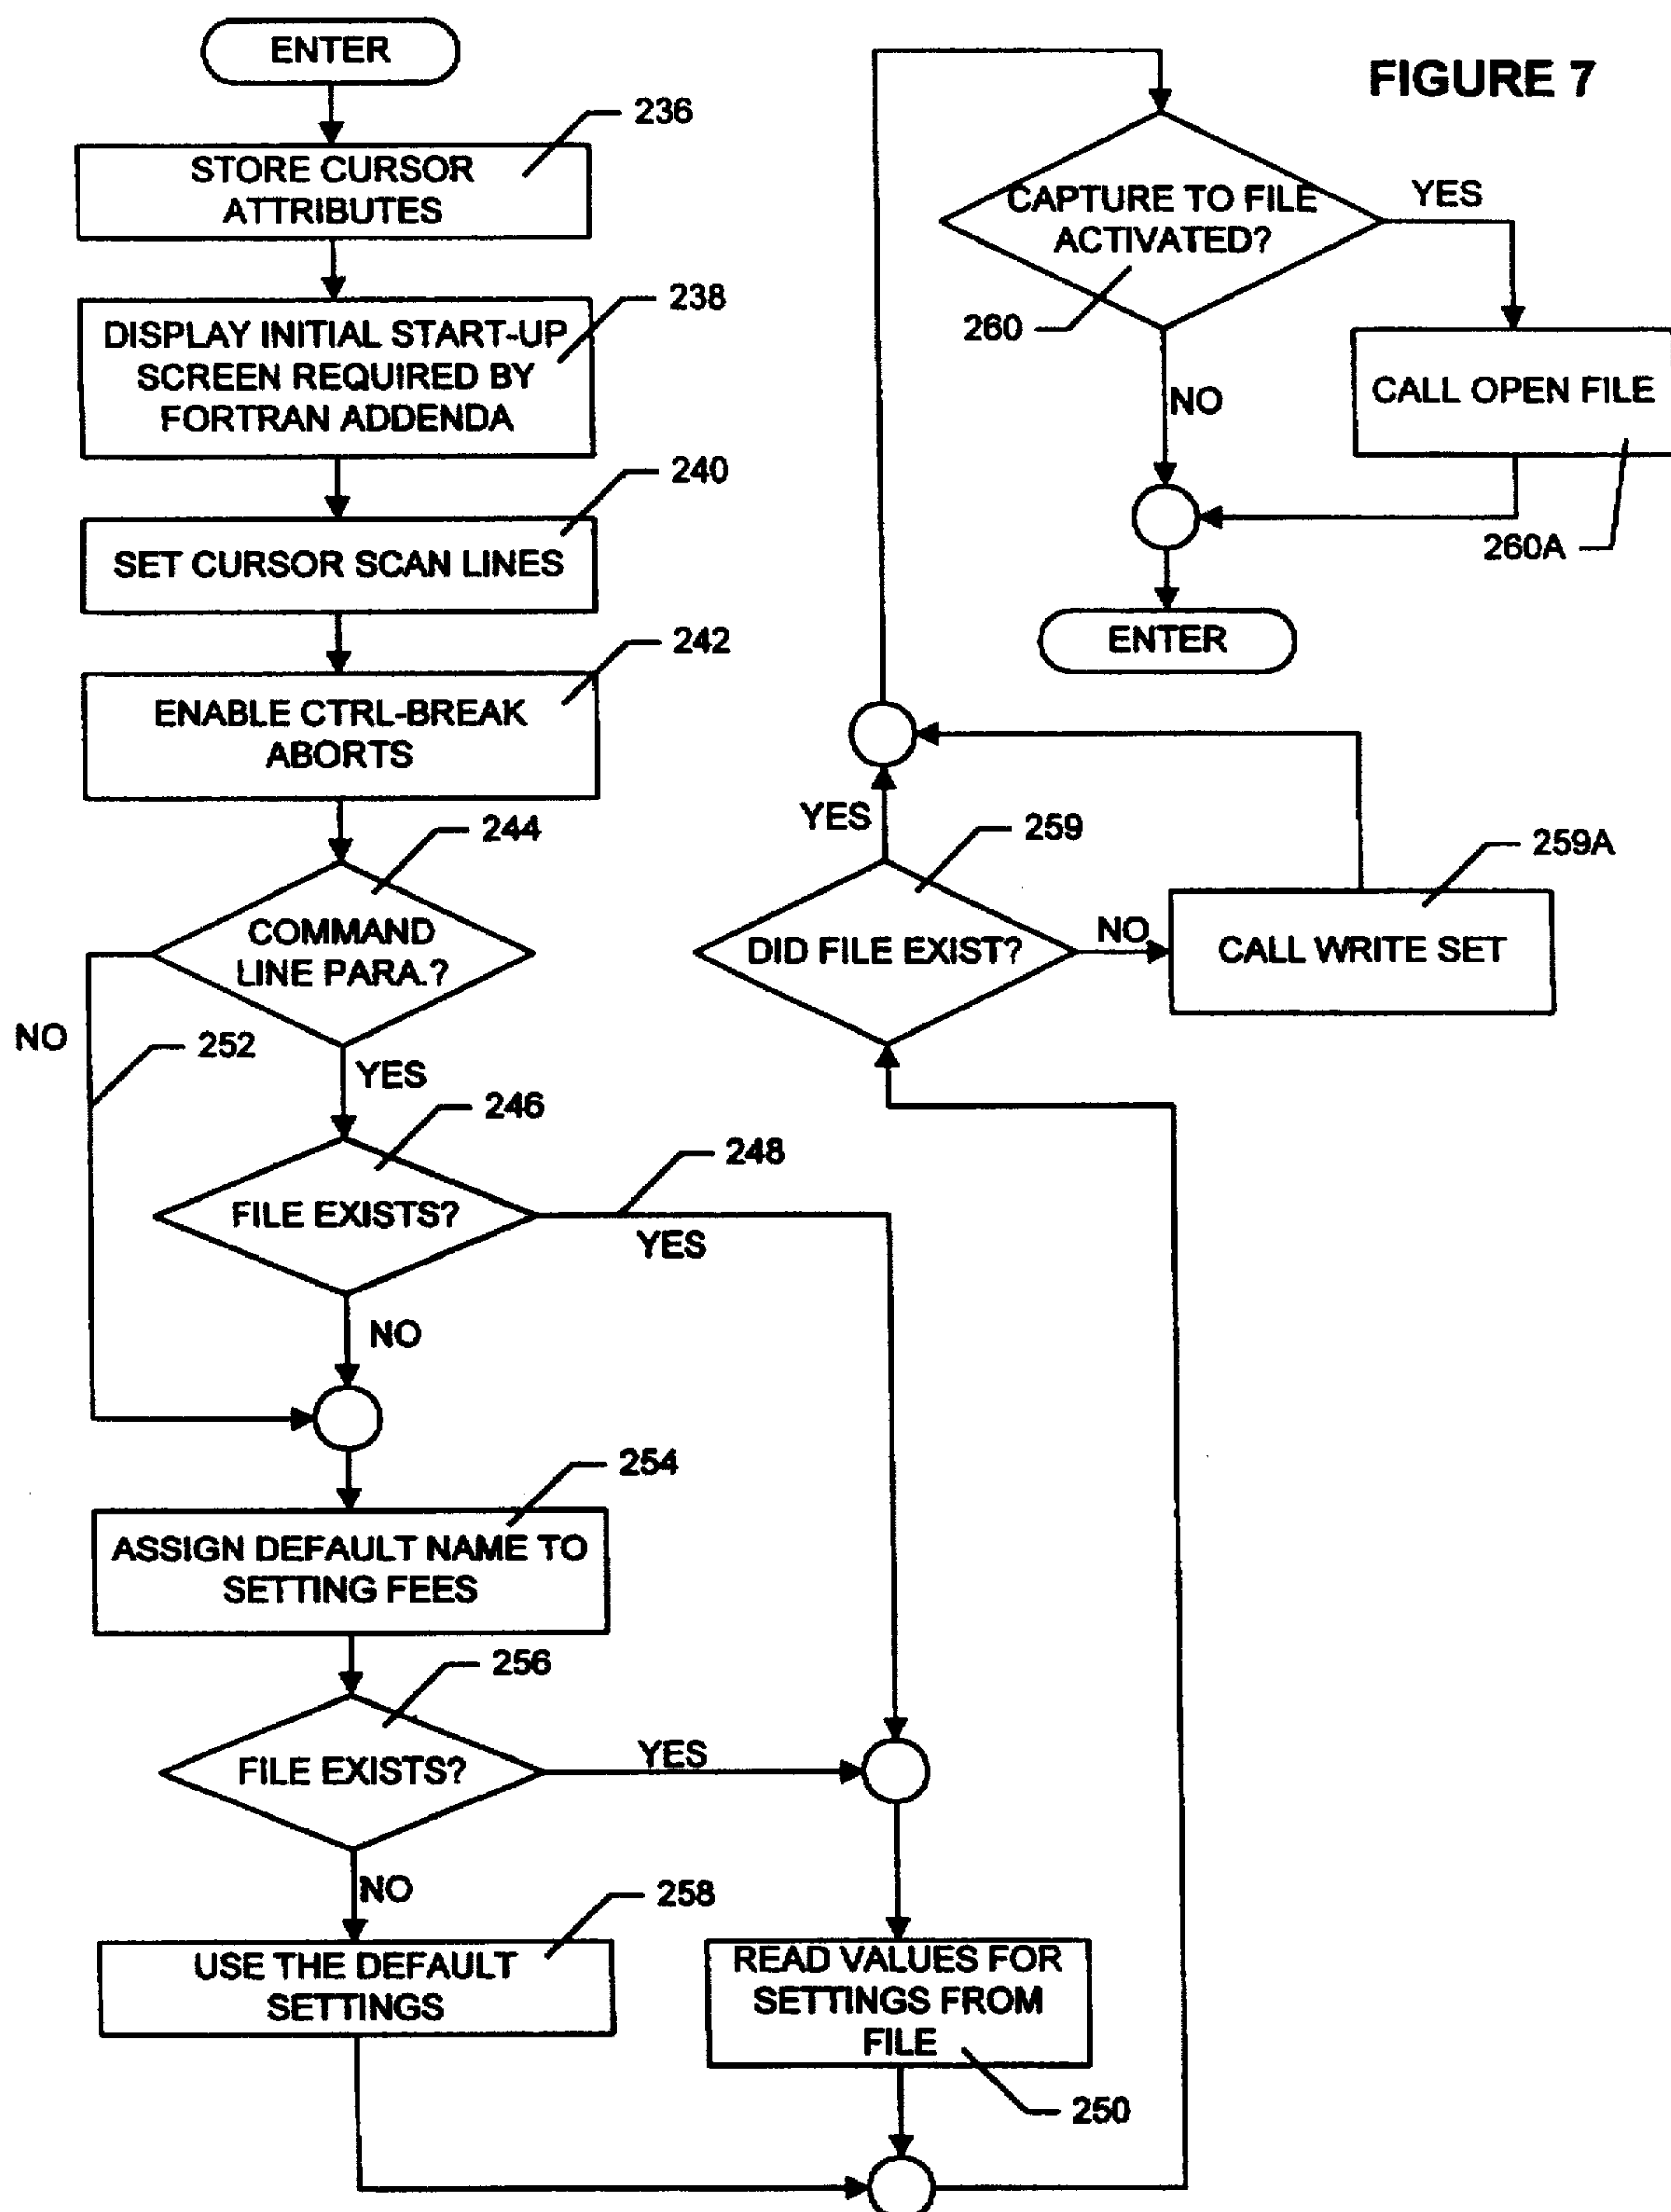 FIGURE 7
ENTER
236
STORE CURSOR
ATTRIBUTES
238
DISPLAY INITIAL START-UP
SCREEN REQUIRED BY
FORTRAN ADDENDA
240
SET CURSOR SCAN LINES
242
ENABLE CTRL-BREAK
ABORTS
244
COMMAND
LINE PARA.?
NO
252
YES
246
FILE EXISTS?
248
YES
NO
254
ASSIGN DEFAULT NAME TO
SETTING FEES
256
FILE EXISTS?
YES
NO
258
USE THE DEFAULT
SETTINGS
READ VALUES FOR
SETTINGS FROM
FILE
250
259
DID FILE EXIST?
YES
NO
259A
CALL WRITE SET
CAPTURE TO FILE
ACTIVATED?
260
YES
NO
CALL OPEN FILE
260A
ENTER